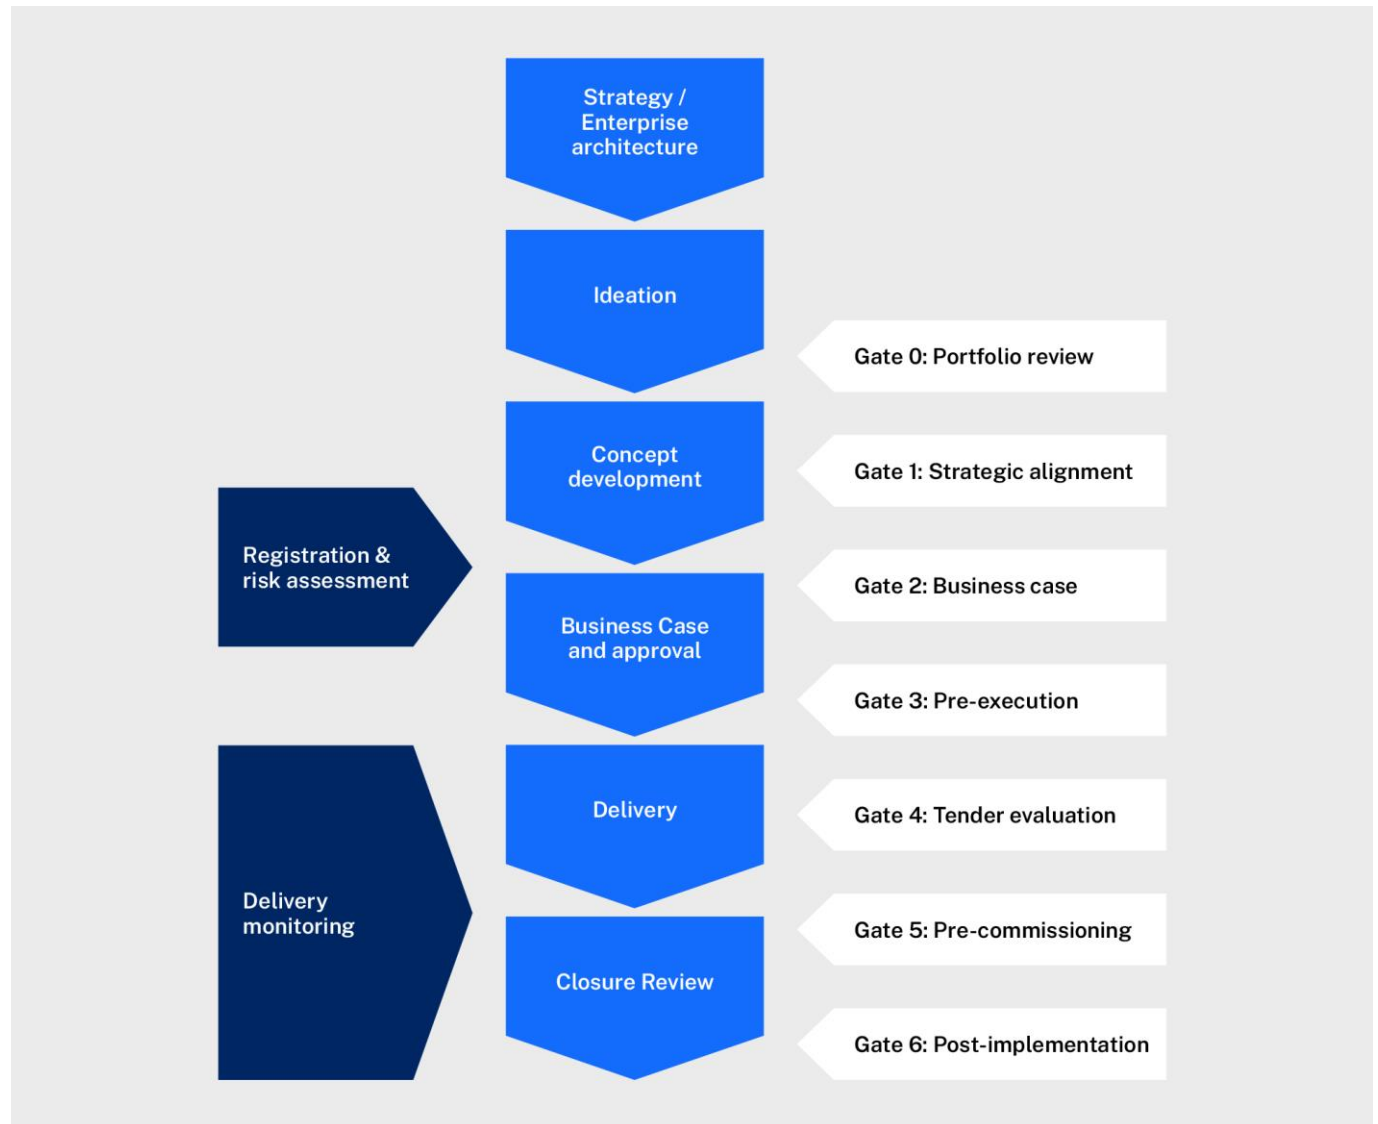 Strategy /
Enterprise
architecture
Ideation
Gate 0: Portfolio review
Concept
development
Gate 1: Strategic alignment
Registration &
risk assessment
Gate 2: Business case
Business Case
and approval
Gate 3: Pre-execution
Delivery
Gate 4: Tender evaluation
Delivery
monitoring
Gate 5: Pre-commissioning
Closure Review
Gate 6: Post-implementation